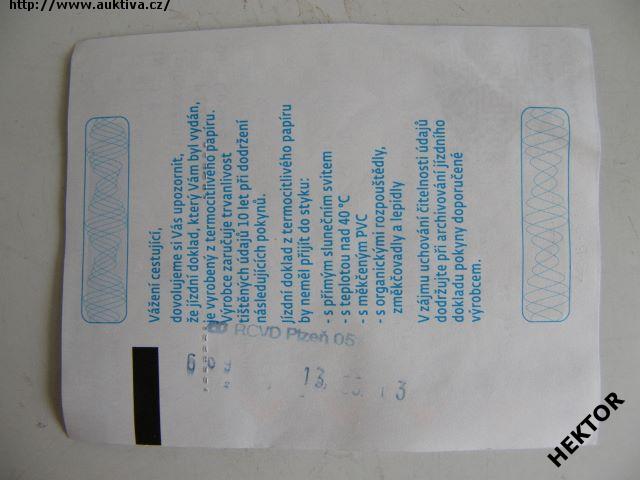 http://www.auktiva.cz/
Vážení cestující,
dovolujeme si Vás upozornit,
že jízdní doklad, který Vám byl vydán,
je vyrobený z termocitlivého papíru.
Výrobce zaručuje trvanlivost
tištěných údajů 10 let při dodržení
následujících pokynů.
Jízdní doklad z termocitlivého papíru
by neměl přijít do styku:
- s přímým slunečním svitem
- s teplotou nad 40 °C
- s měkčeným PVC
- s organickými rozpouštědly,
změkčovadly a lepidly
V zájmu uchování čitelnosti údajů
dodržujte při archivování jízdního
dokladu pokyny doporučené
výrobcem.
RCVD Plzeň 05
13
HEKTOR